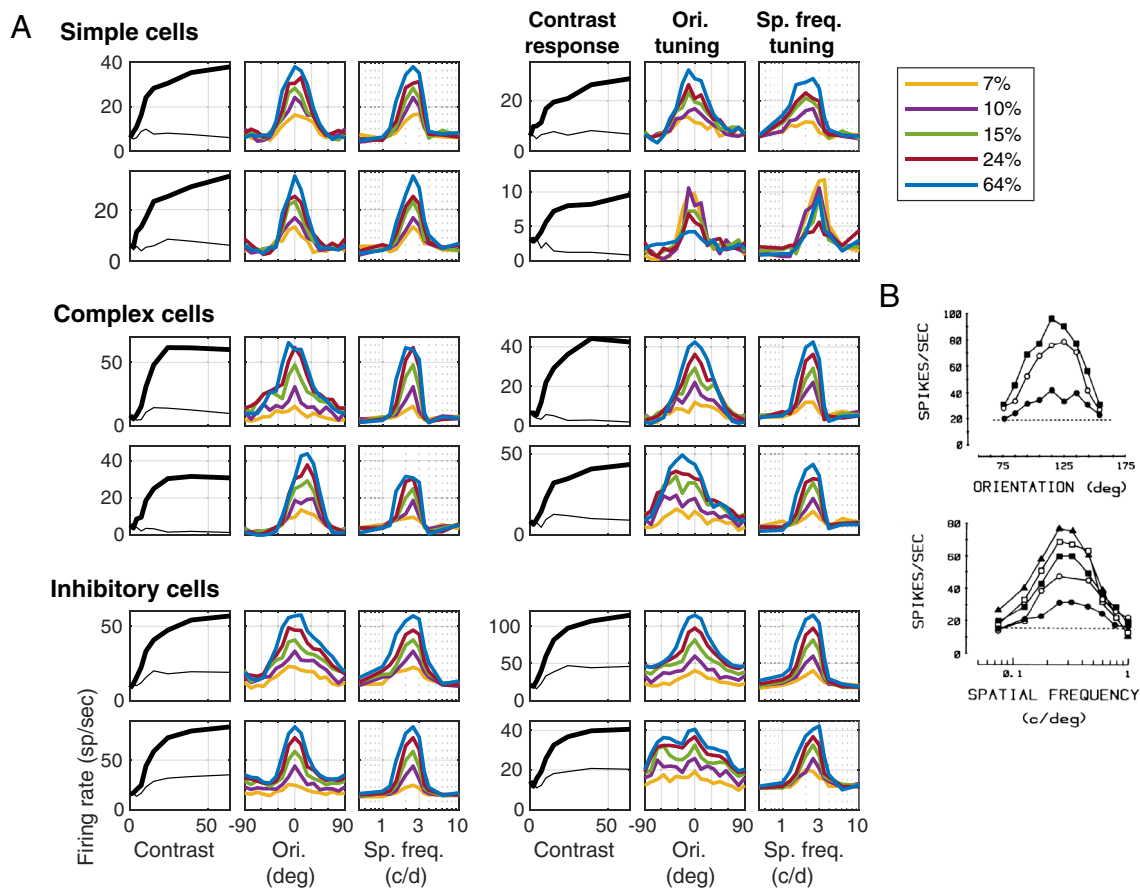 A
Simple cells
Contrast response
Ori. tuning
Sp. freq. tuning
7%
10%
15%
24%
64%
40
20
0
20
0
20
0
10
5
0
Complex cells
50
0
40
20
0
40
20
0
50
0
Inhibitory cells
50
0
100
50
0
50
0
40
20
0
Firing rate (sp/sec)
0
50
-90
0
90
1
3
10
0
50
-90
0
90
1
3
10
Contrast
Ori.
(deg)
Sp. freq.
(c/d)
Contrast
Ori.
(deg)
Sp. freq.
(c/d)
B
SPIKES/SEC
100
80
60
40
20
0
75
125
175
ORIENTATION (deg)
SPIKES/SEC
80
60
40
20
0
0.1
1
SPATIAL FREQUENCY
(c/deg)